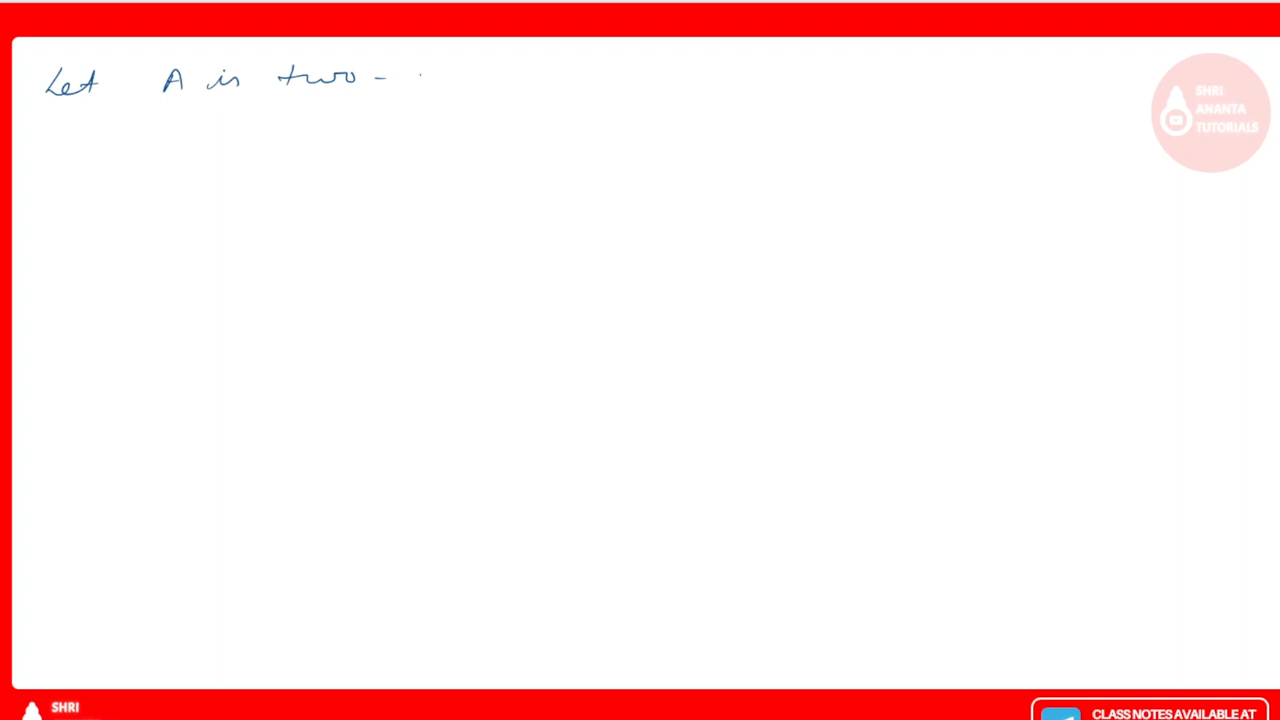 Let A is two -
SHRI
ANANTA
TUTORIALS
SHRI
CLASS NOTES AVAILABLE AT